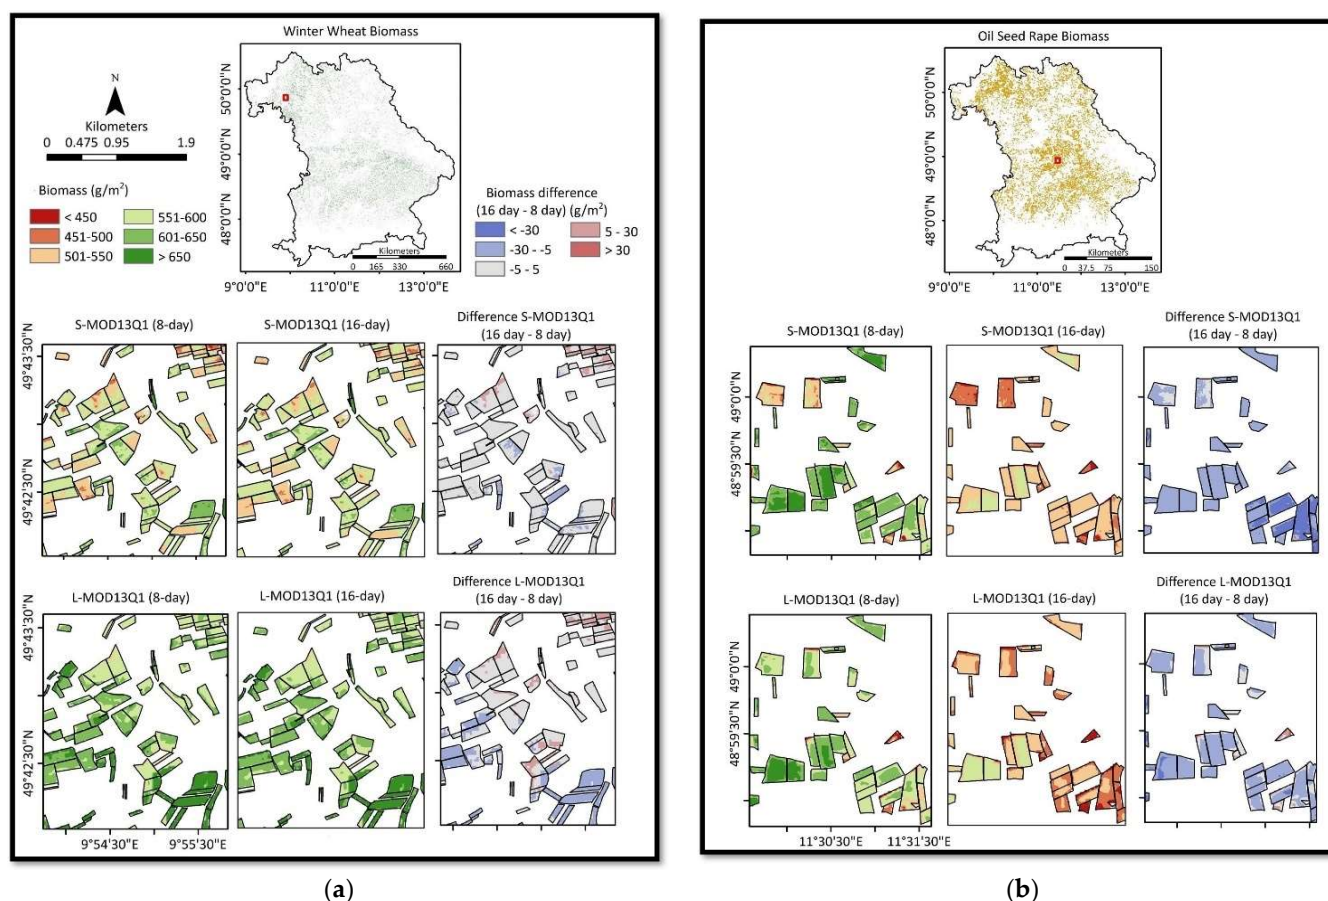 Winter Wheat Biomass
N
Kilometers
0 0.475 0.95 1.9
Biomass (g/m²)
< 450
451-500
501-550
551-600
601-650
> 650
50°0'0"N
49°0'0"N
48°0'0"N
Kilometers
0 165 330 660
9°0'0"E 11°0'0"E 13°0'0"E
Biomass difference
(16 day - 8 day) (g/m²)
< -30
-30 - -5
-5 - 5
5 - 30
> 30
S-MOD13Q1 (8-day)
S-MOD13Q1 (16-day)
Difference S-MOD13Q1
(16 day - 8 day)
49°43'30"N
49°42'30"N
L-MOD13Q1 (8-day)
L-MOD13Q1 (16-day)
Difference L-MOD13Q1
(16 day - 8 day)
49°43'30"N
49°42'30"N
9°54'30"E 9°55'30"E
(a)
Oil Seed Rape Biomass
50°0'0"N
49°0'0"N
48°0'0"N
Kilometers
0 37.5 75 150
9°0'0"E 11°0'0"E 13°0'0"E
S-MOD13Q1 (8-day)
S-MOD13Q1 (16-day)
Difference S-MOD13Q1
(16 day - 8 day)
49°0'0"N
48°59'30"N
L-MOD13Q1 (8-day)
L-MOD13Q1 (16-day)
Difference L-MOD13Q1
(16 day - 8 day)
49°0'0"N
48°59'30"N
11°30'30"E 11°31'30"E
(b)